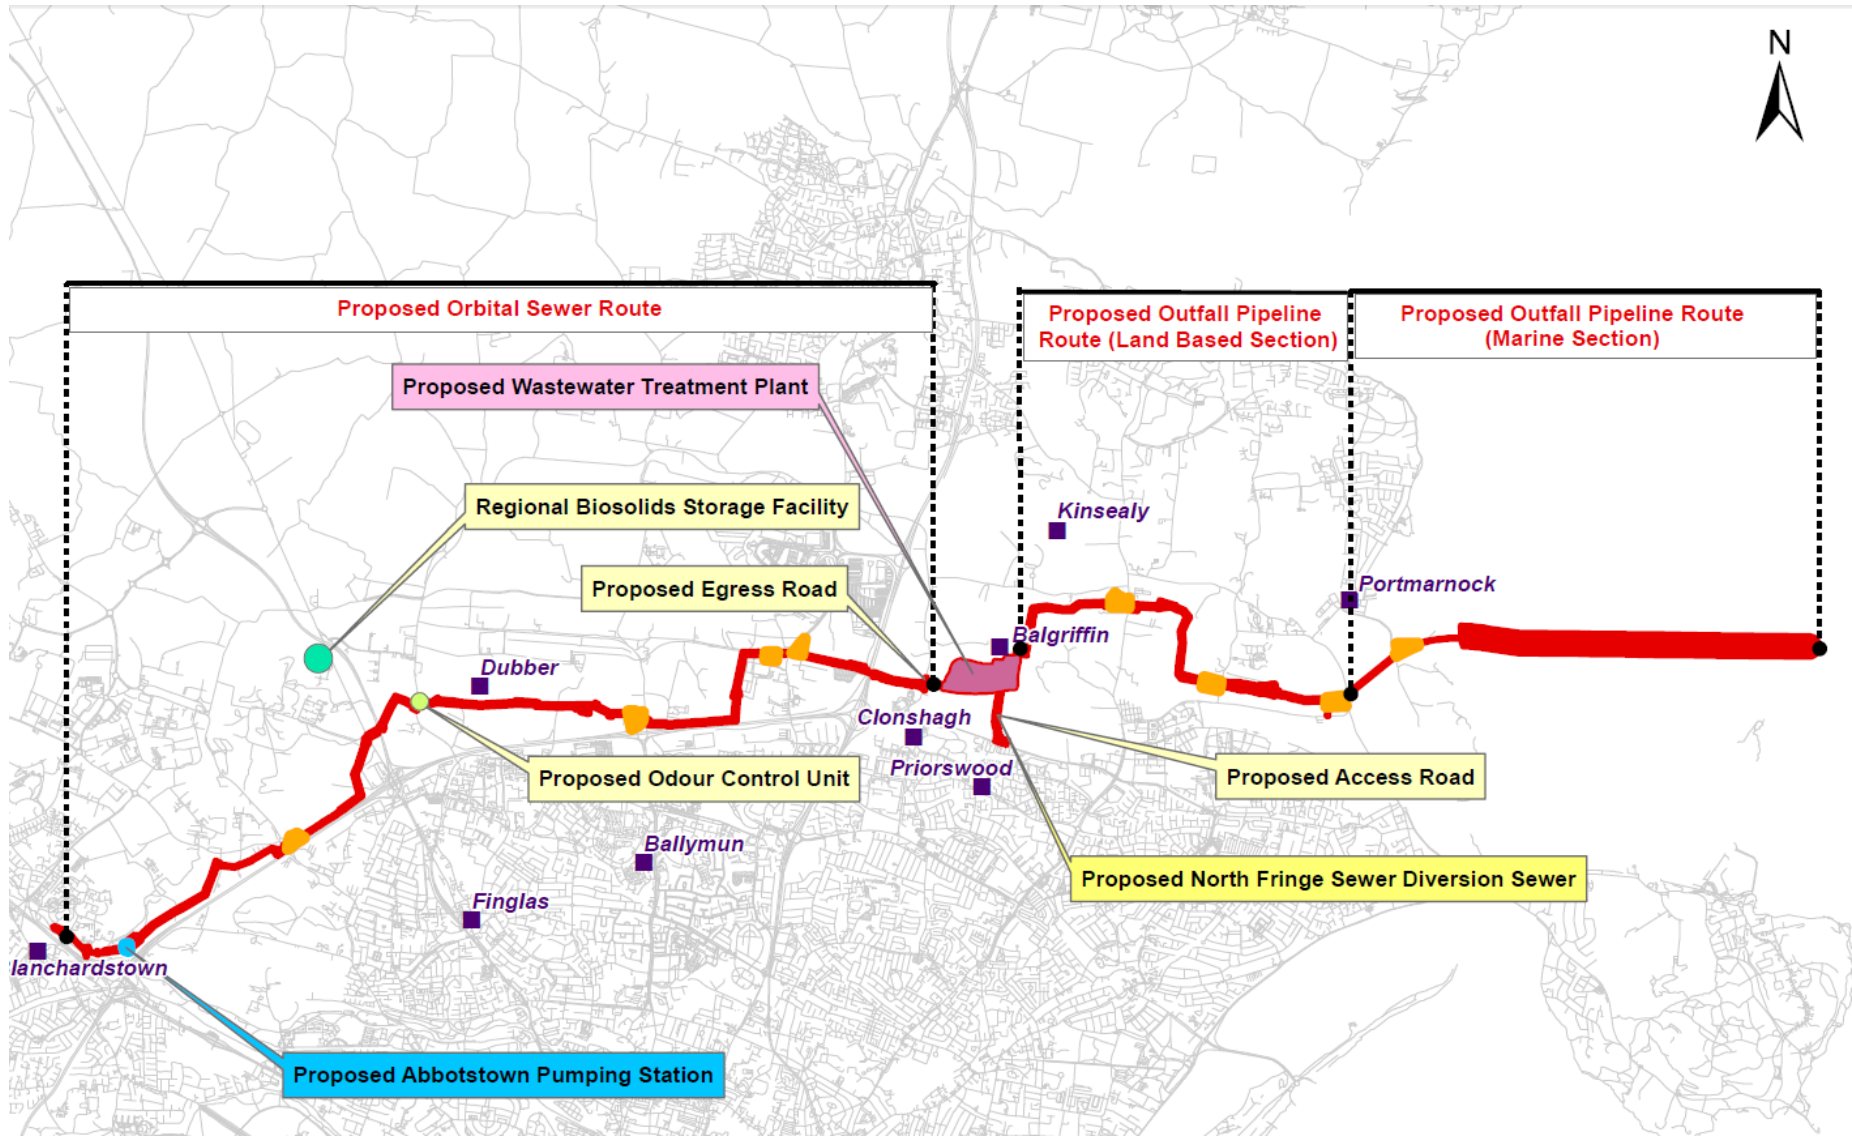 N
Proposed Orbital Sewer Route
Proposed Outfall Pipeline
Route (Land Based Section)
Proposed Outfall Pipeline Route
(Marine Section)
Proposed Wastewater Treatment Plant
Regional Biosolids Storage Facility
Kinsealy
Proposed Egress Road
Portmarnock
Balgriffin
Dubber
Clonshagh
Priorswood
Proposed Odour Control Unit
Proposed Access Road
Ballymun
Proposed North Fringe Sewer Diversion Sewer
Finglas
lanchardstown
Proposed Abbotstown Pumping Station